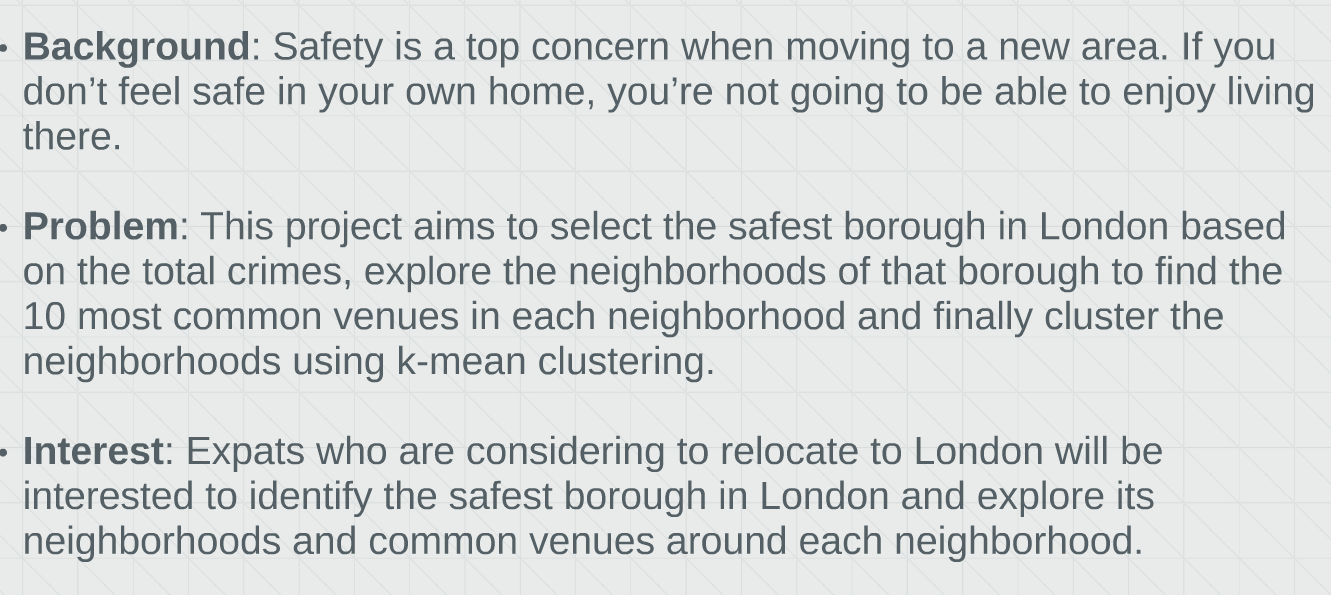 • Background: Safety is a top concern when moving to a new area. If you
don’t feel safe in your own home, you’re not going to be able to enjoy living
there.
• Problem: This project aims to select the safest borough in London based
on the total crimes, explore the neighborhoods of that borough to find the
10 most common venues in each neighborhood and finally cluster the
neighborhoods using k-mean clustering.
• Interest: Expats who are considering to relocate to London will be
interested to identify the safest borough in London and explore its
neighborhoods and common venues around each neighborhood.